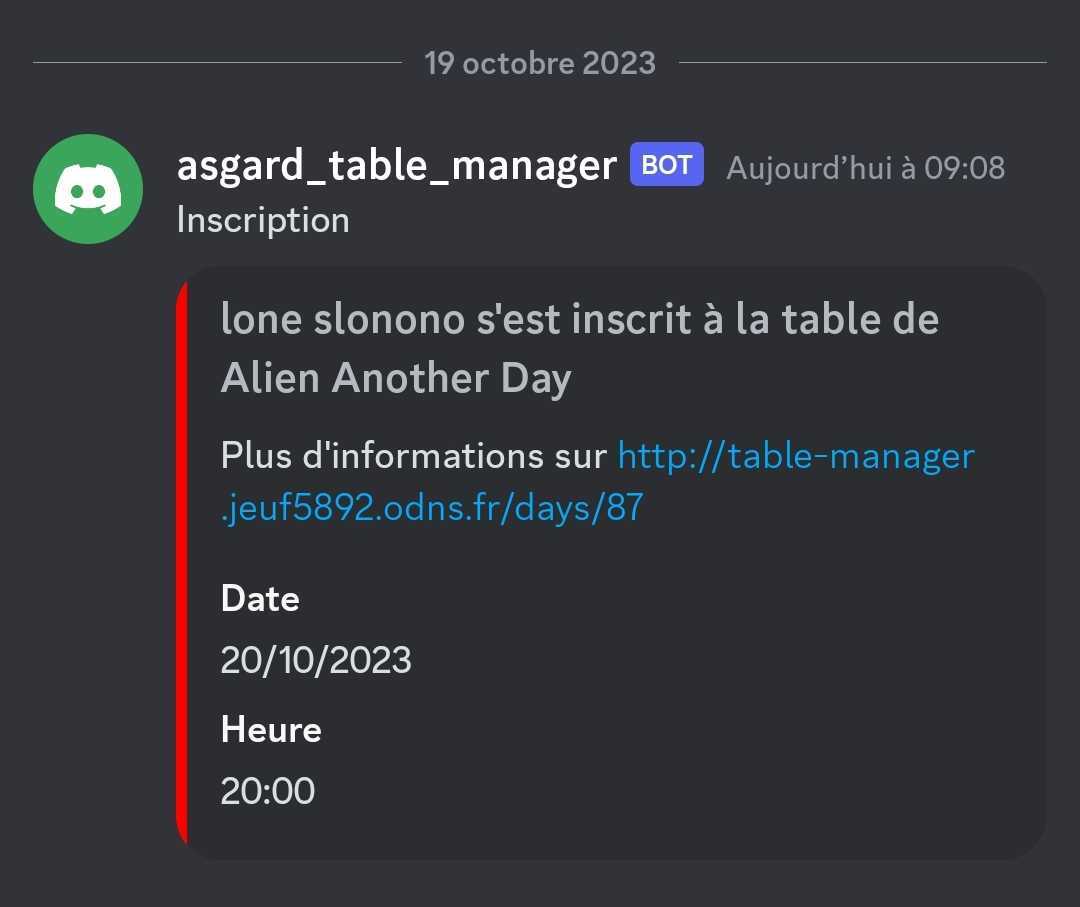 19 octobre 2023
asgard_table_manager BOT Aujourd’hui à 09:08
Inscription
lone slonono s'est inscrit à la table de
Alien Another Day
Plus d'informations sur http://table-manager
.jeuf5892.odns.fr/days/87
Date
20/10/2023
Heure
20:00